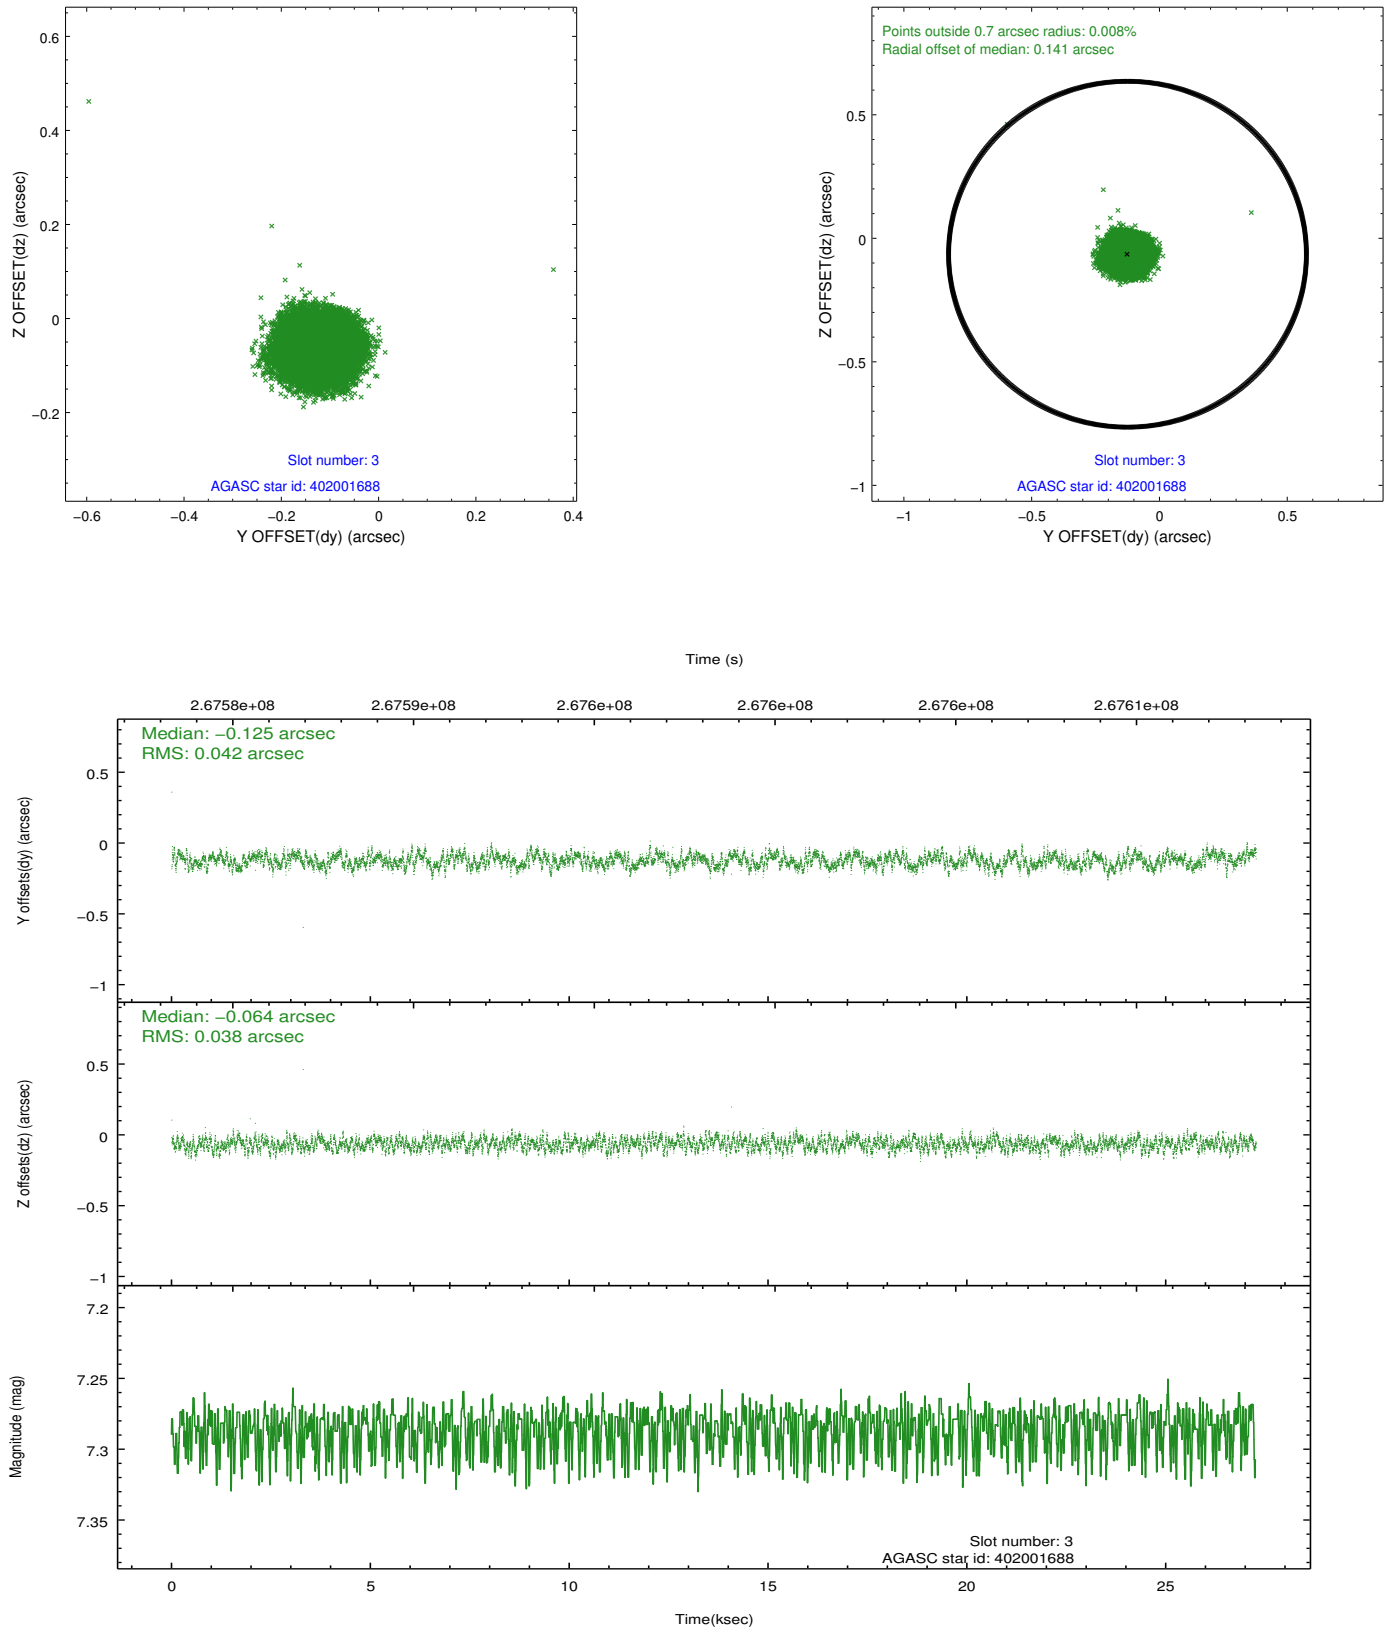 0.6
0.4
0.2
0
−0.2
Z OFFSET(dz) (arcsec)
Slot number: 3
AGASC star id: 402001688
−0.6 −0.4 −0.2 0 0.2 0.4
Y OFFSET(dy) (arcsec)
Points outside 0.7 arcsec radius: 0.008%
Radial offset of median: 0.141 arcsec
0.5
0
−0.5
−1
Z OFFSET(dz) (arcsec)
Slot number: 3
AGASC star id: 402001688
−1 −0.5 0 0.5
Y OFFSET(dy) (arcsec)
Time (s)
2.6758e+08 2.6759e+08 2.676e+08 2.676e+08 2.676e+08 2.6761e+08
Median: −0.125 arcsec
RMS: 0.042 arcsec
0.5
0
−0.5
−1
Y offsets(dy) (arcsec)
Median: −0.064 arcsec
RMS: 0.038 arcsec
0.5
0
−0.5
−1
Z offsets(dz) (arcsec)
7.2
7.25
7.3
7.35
Magnitude (mag)
Slot number: 3
AGASC star id: 402001688
0 5 10 15 20 25
Time(ksec)